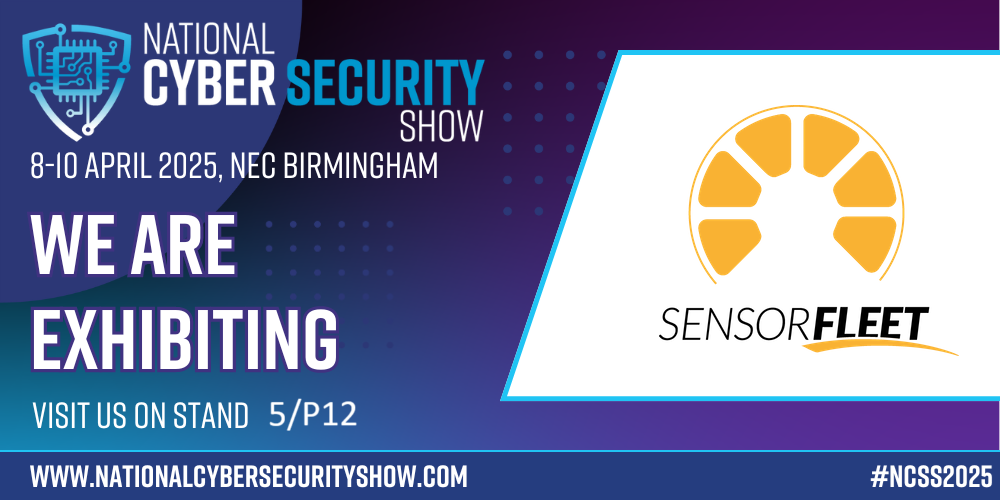 NATIONAL
CYBER SECURITY
SHOW
8-10 APRIL 2025, NEC BIRMINGHAM
WE ARE
EXHIBITING
VISIT US ON STAND 5/P12
SENSORFLEET
WWW.NATIONALCYBERSECURITYSHOW.COM
#NCSS2025